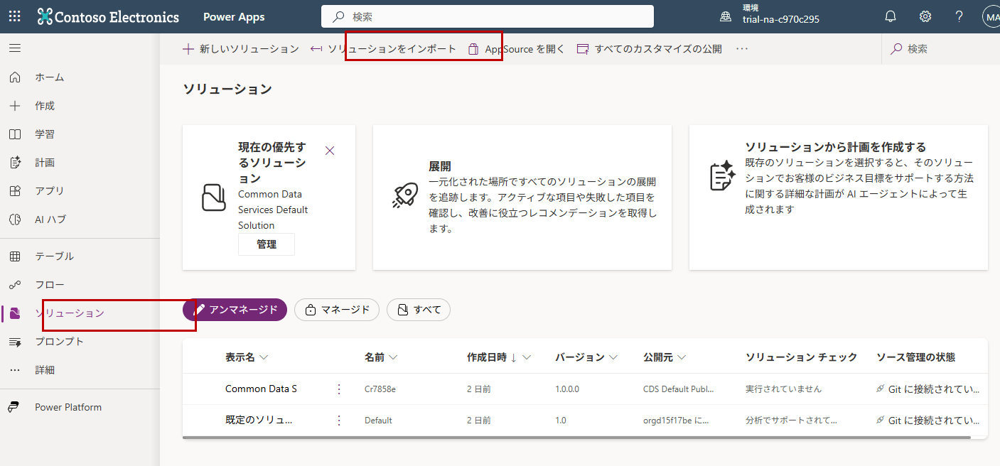 Contoso Electronics
Power Apps
検索
環境
trial-na-c970c295
?
MA
新しいソリューション
ソリューションをインポート
AppSource を開く
すべてのカスタマイズの公開
···
検索
ホーム
作成
学習
計画
アプリ
AI ハブ
テーブル
フロー
ソリューション
プロンプト
詳細
Power Platform
ソリューション
現在の優先す
るソリューシ
ョン
Common Data
Services Default
Solution
管理
展開
一元化された場所ですべてのソリューションの展開
を追跡します。アクティブな項目や失敗した項目を
確認し、改善に役立つレコメンデーションを取得し
ます。
ソリューションから計画を作成する
既存のソリューションを選択すると、そのソリュー
ションでお客様のビジネス目標をサポートする方法
に関する詳細な計画が AI エージェントによって生
成されます
アンマネージド
マネージド
すべて
表示名 名前 作成日時 ↓ バージョン 公開元 ソリューション チェック ソース管理の状態
Common Data S Cr7858e 2 日前 1.0.0.0 CDS Default Publ... 実行されていません Git に接続されてい...
既定のソリュ... Default 2 日前 1.0 orgd15f17be に... 分析でサポートされて... Git に接続されてい...